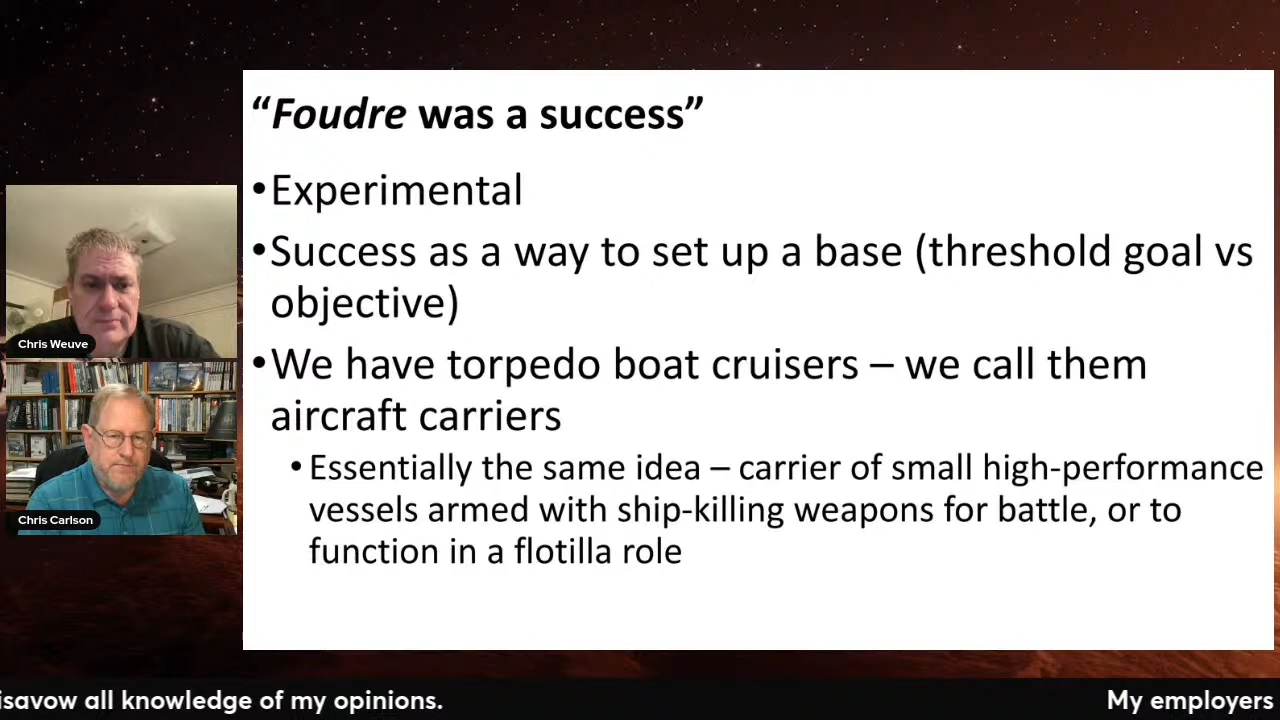 “Foudre was a success”
•Experimental
•Success as a way to set up a base (threshold goal vs
objective)
•We have torpedo boat cruisers – we call them
aircraft carriers
•Essentially the same idea – carrier of small high-performance
vessels armed with ship-killing weapons for battle, or to
function in a flotilla role
Chris Weuve
Chris Carlson
isavow all knowledge of my opinions.
My employers